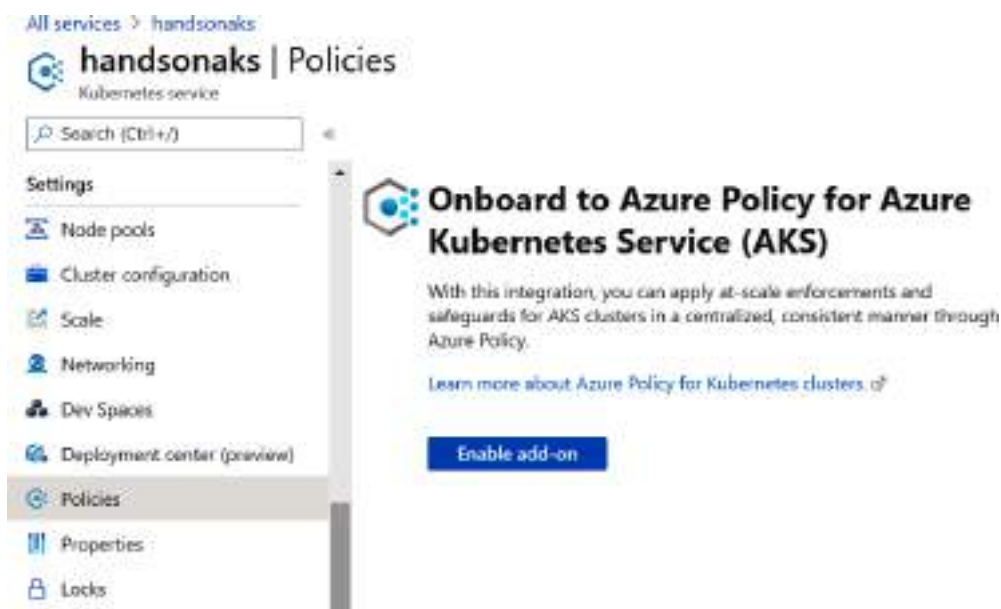 All services > handsonaks
handsonaks | Policies
Kubernetes service
Search (Ctrl+/)
«
Settings
Node pools
Cluster configuration
Scale
Networking
Dev Spaces
Deployment center (preview)
Policies
Properties
Locks
Onboard to Azure Policy for Azure
Kubernetes Service (AKS)
With this integration, you can apply at-scale enforcements and
safeguards for AKS clusters in a centralized, consistent manner through
Azure Policy.
Learn more about Azure Policy for Kubernetes clusters
Enable add-on